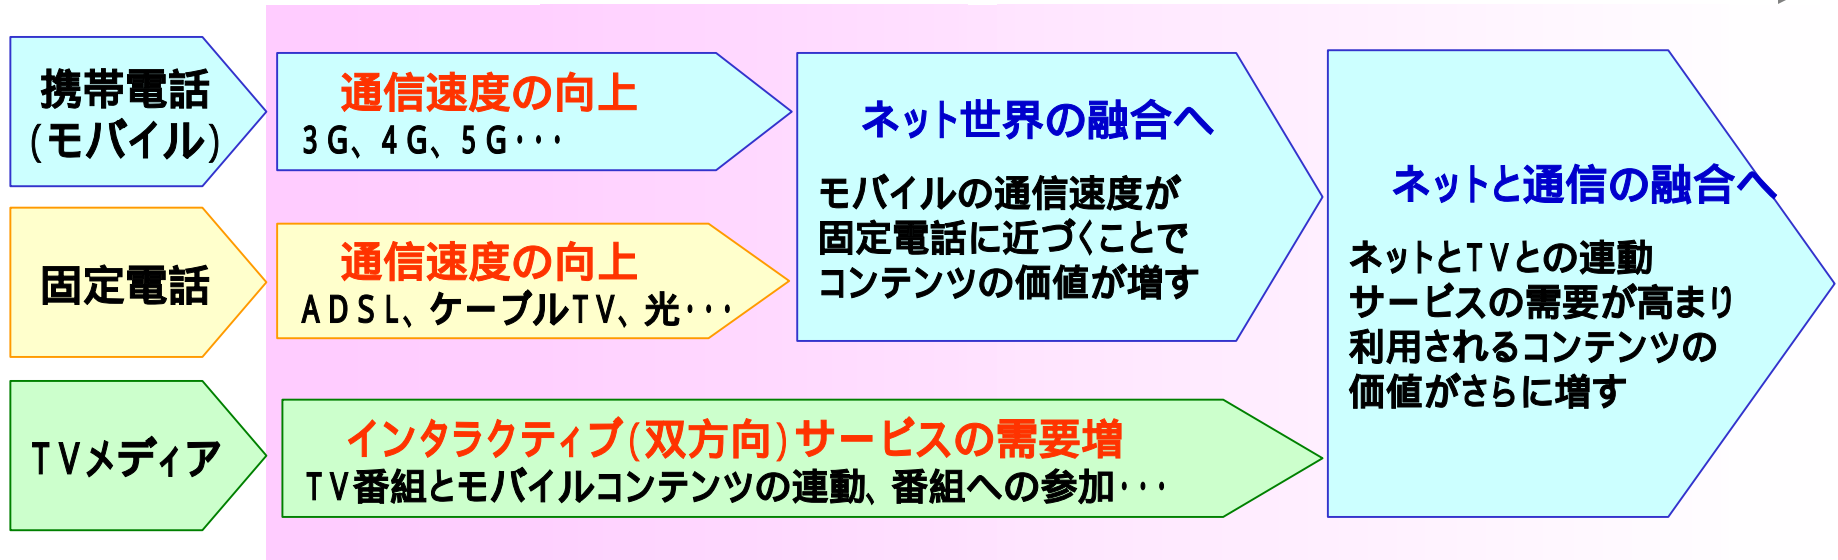 携帯電話
(モバイル)
通信速度の向上
3G、4G、5G・・・
ネット世界の融合へ
モバイルの通信速度が
固定電話に近づくことで
コンテンツの価値が増す
ネットと通信の融合へ
ネットとTVとの連動
サービスの需要が高まり
利用されるコンテンツの
価値がさらに増す
固定電話
通信速度の向上
ADSL、ケーブルTV、光・・・
TVメディア
インタラクティブ(双方向)サービスの需要増
TV番組とモバイルコンテンツの連動、番組への参加・・・